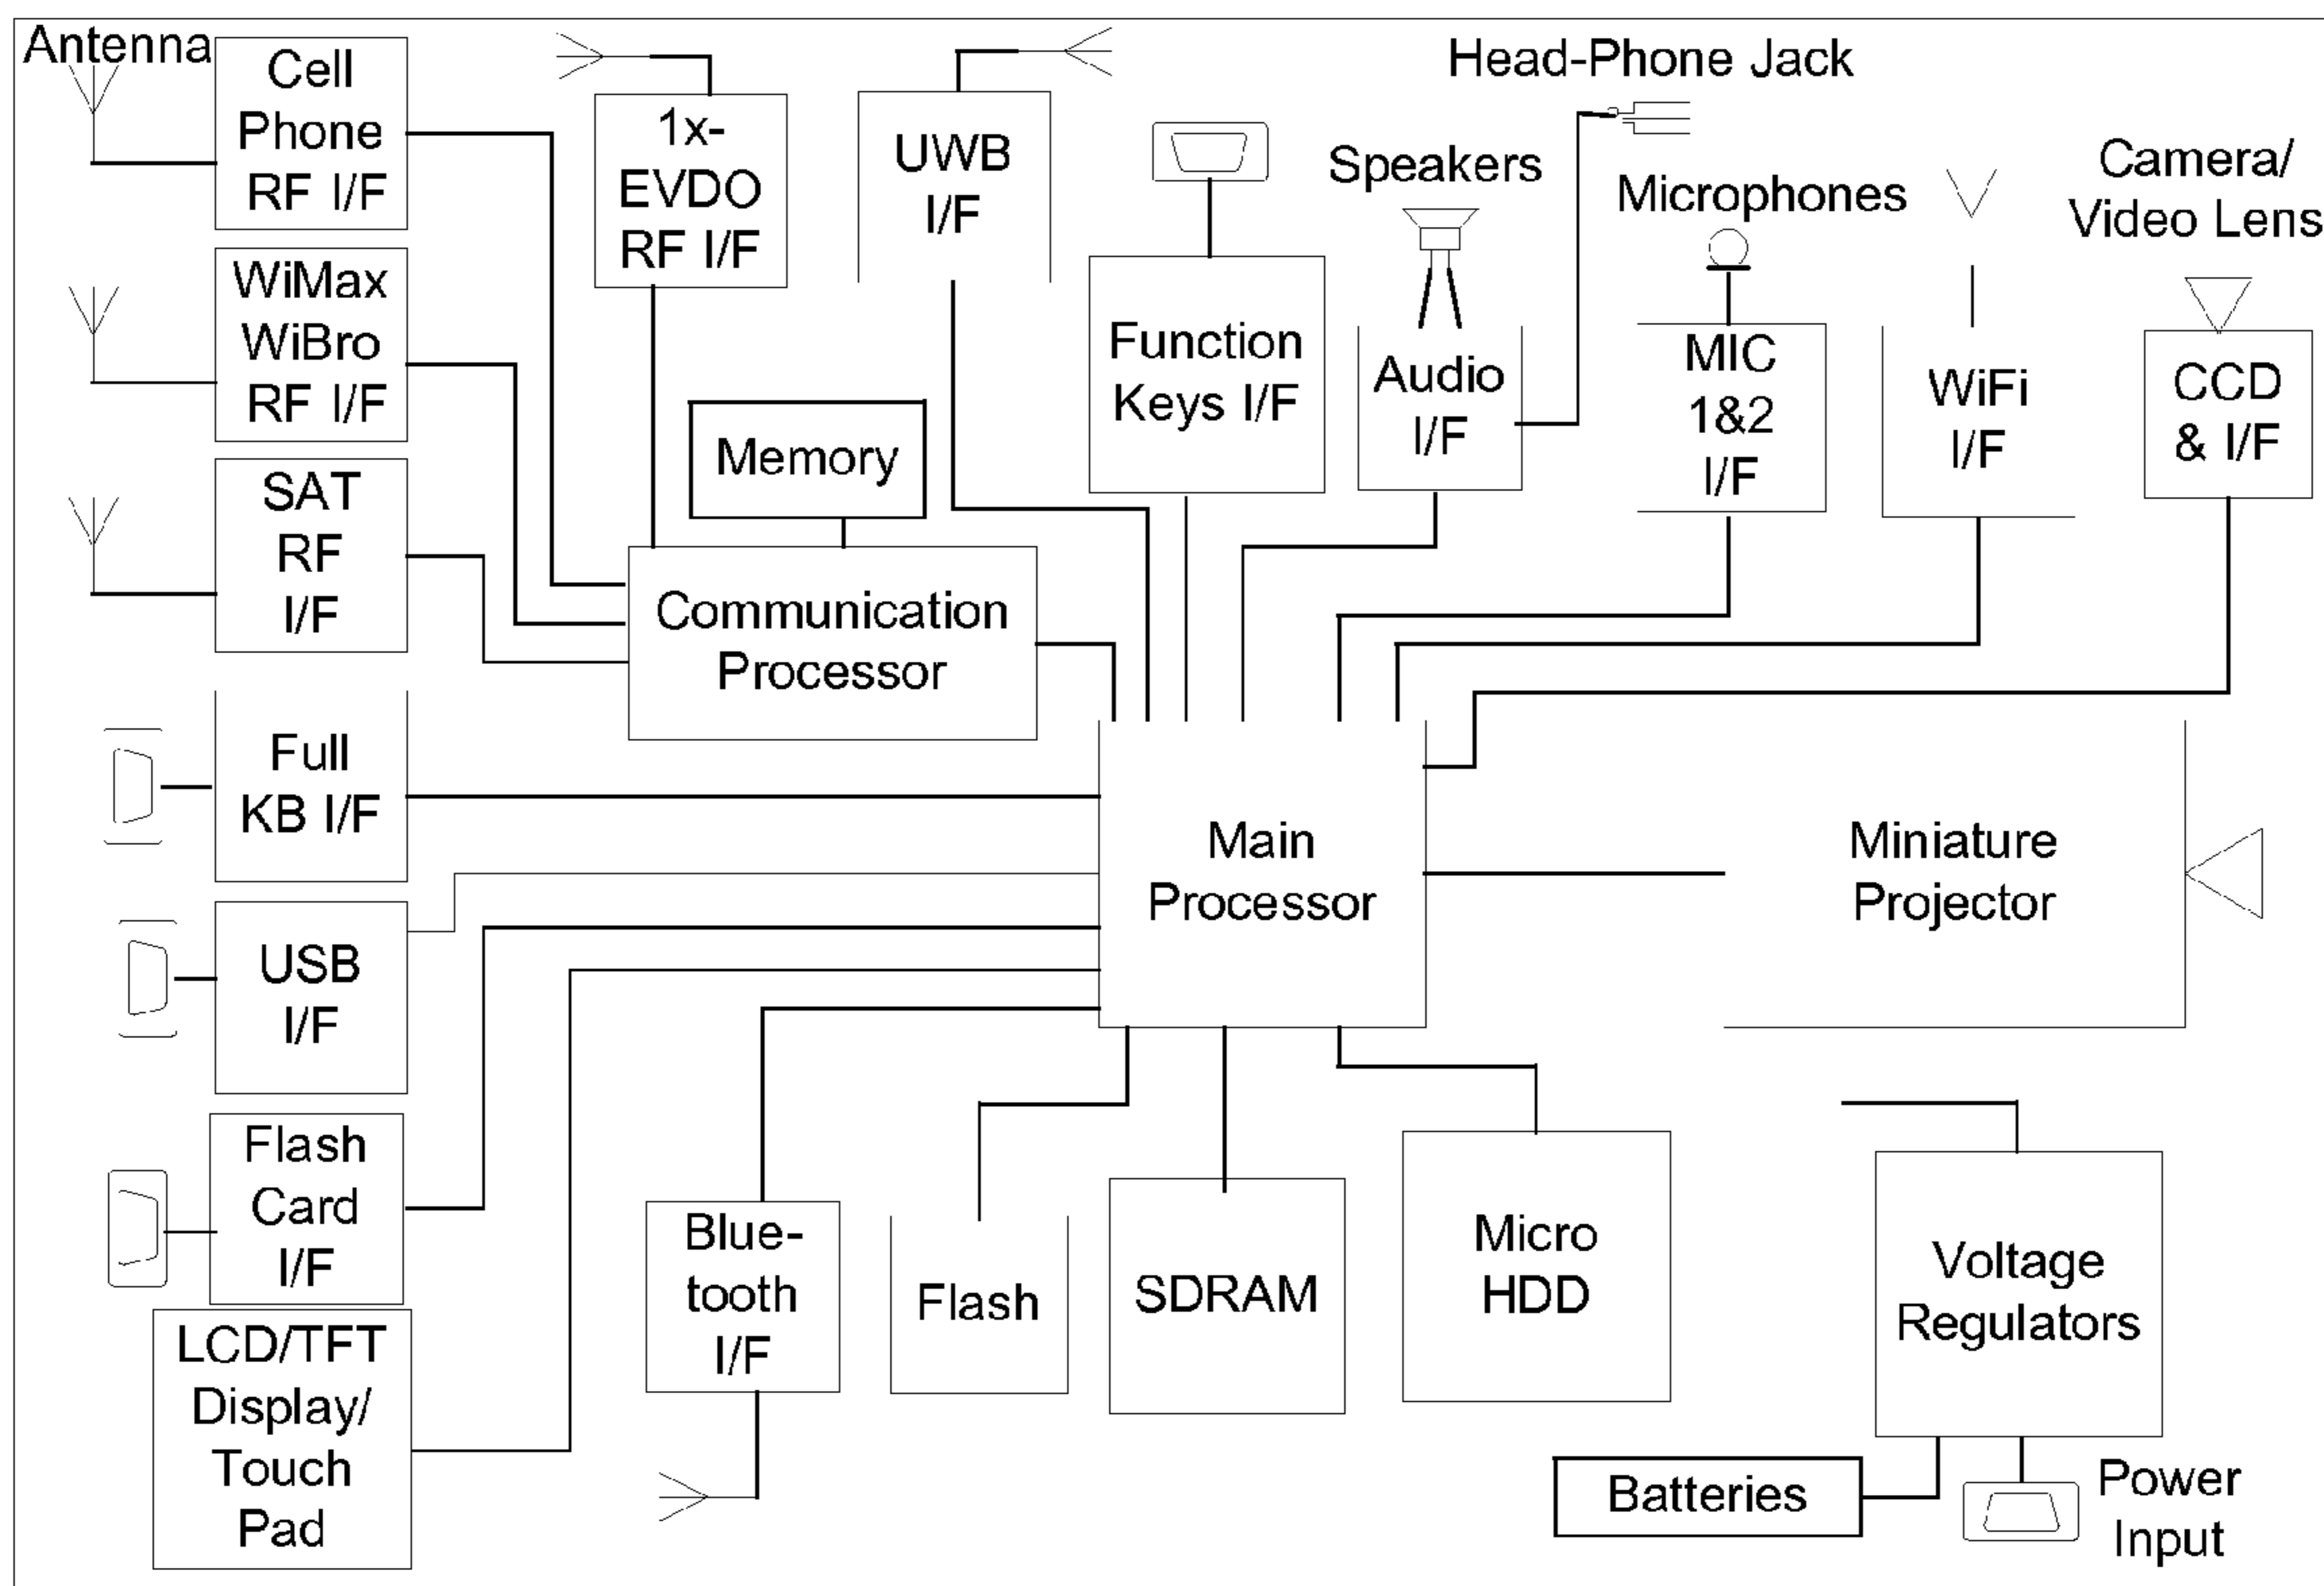 Antenna
Cell
Phone
RF I/F
1x-
EVDO
RF I/F
UWB
I/F
Head-Phone Jack
Speakers
Microphones
Camera/
Video Lens
WiMax
WiBro
RF I/F
Function
Keys I/F
Audio
I/F
MIC
1&2
I/F
WiFi
I/F
CCD
& I/F
Memory
SAT
RF
I/F
Communication
Processor
Full
KB I/F
Main
Processor
Miniature
Projector
USB
I/F
Flash
Card
I/F
Blue-
tooth
I/F
Flash
SDRAM
Micro
HDD
Voltage
Regulators
LCD/TFT
Display/
Touch
Pad
Batteries
Power
Input